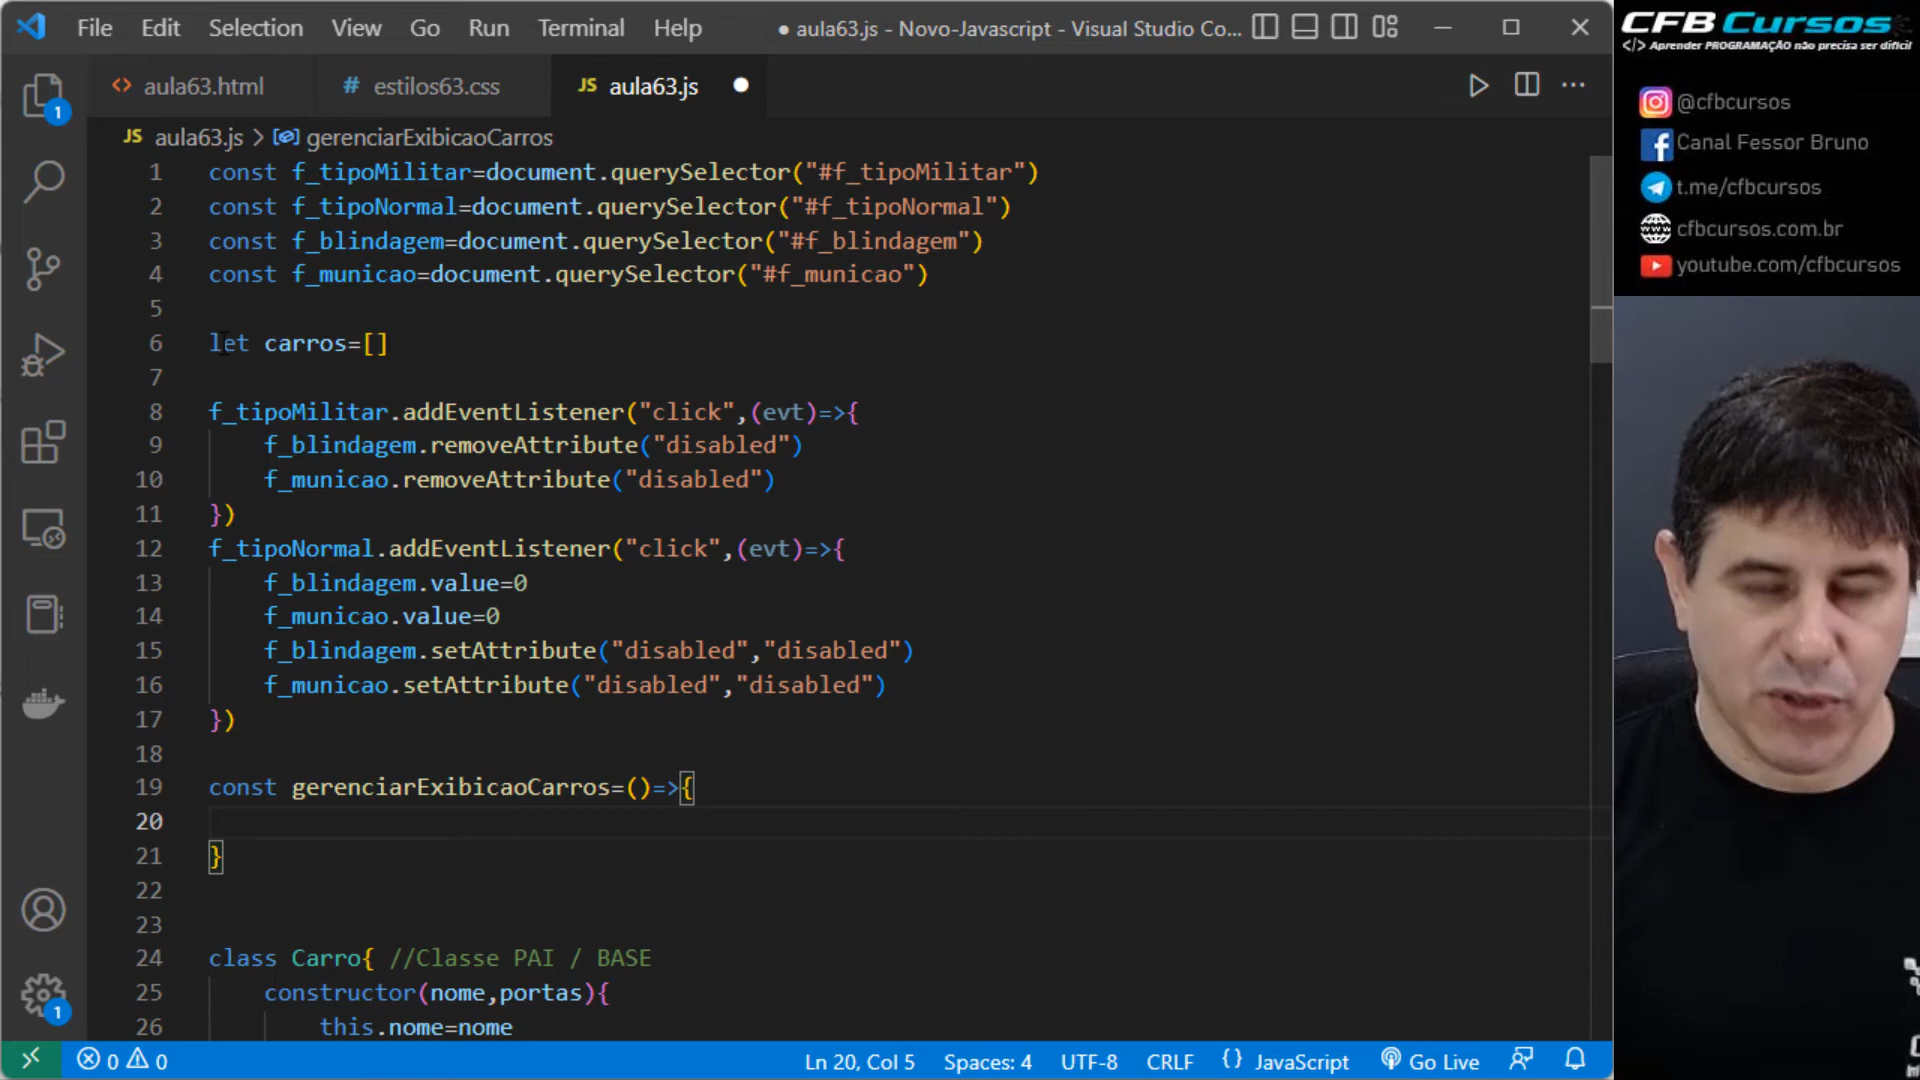 File Edit Selection View Go Run Terminal Help
● aula63.js - Novo-Javascript - Visual Studio Co...
aula63.html
# estilos63.css
JS aula63.js
JS aula63.js > gerenciarExibicaoCarros
1 const f_tipoMilitar=document.querySelector("#f_tipoMilitar")
2 const f_tipoNormal=document.querySelector("#f_tipoNormal")
3 const f_blindagem=document.querySelector("#f_blindagem")
4 const f_municao=document.querySelector("#f_municao")
5
6 let carros=[]
7
8 f_tipoMilitar.addEventListener("click",(evt)=>{
9 f_blindagem.removeAttribute("disabled")
10 f_municao.removeAttribute("disabled")
11 })
12 f_tipoNormal.addEventListener("click",(evt)=>{
13 f_blindagem.value=0
14 f_municao.value=0
15 f_blindagem.setAttribute("disabled","disabled")
16 f_municao.setAttribute("disabled","disabled")
17 })
18
19 const gerenciarExibicaoCarros=()=>{
20
21 }
22
23
24 class Carro{ //Classe PAI / BASE
25 constructor(nome,portas){
26 this.nome=nome
1
1
0 0
Ln 20, Col 5
Spaces: 4
UTF-8
CRLF
{ } JavaScript
Go Live
CFB Cursos
</> Aprender PROGRAMAÇÃO não precisa ser difícil
@cfbcursos
Canal Fessor Bruno
t.me/cfbcursos
cfbcursos.com.br
youtube.com/cfbcursos